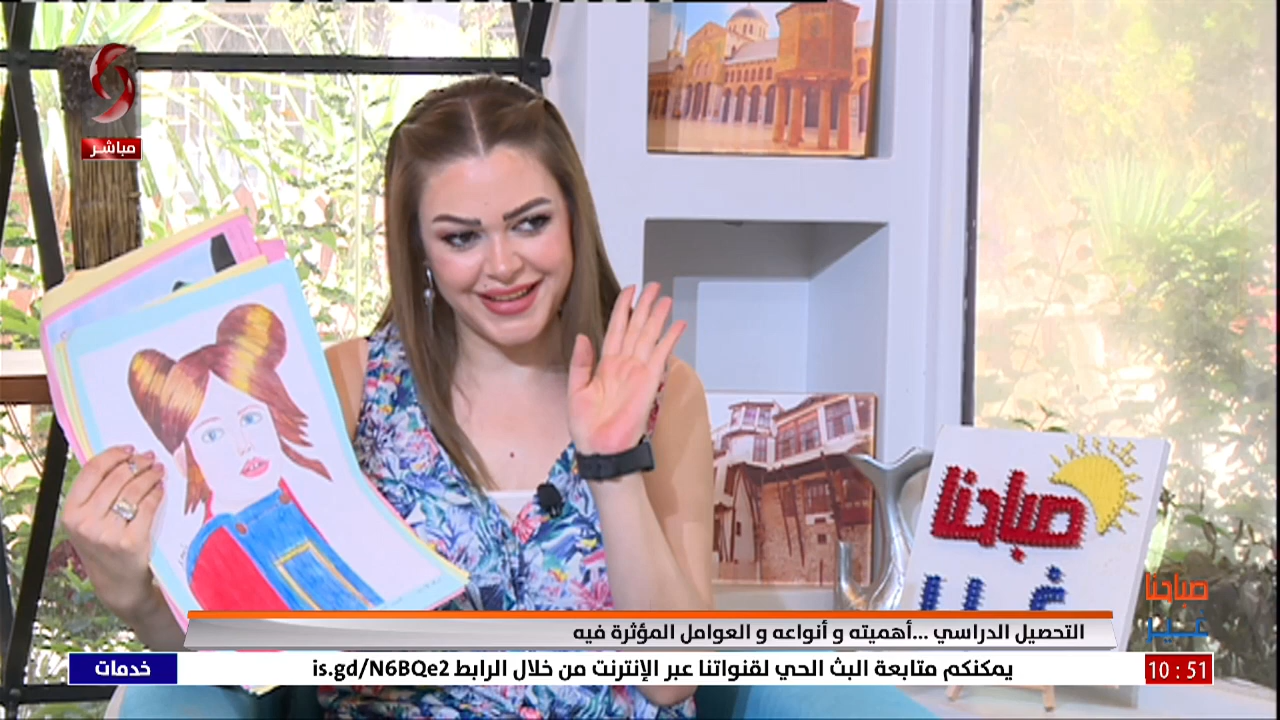 مباشر
صباحنا
غير
صباحنا
غير
التحصيل الدراسي ...أهميته و أنواعه و العوامل المؤثرة فيه
خدمات
يمكنكم متابعة البث الحي لقنواتنا عبر الإنترنت من خلال الرابط is.gd/N6BQe2
10 : 51